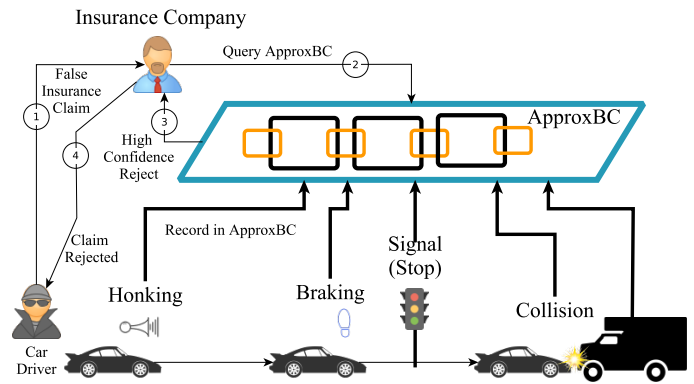 Insurance Company
Query ApproxBC
2
False
Insurance
Claim
1
3
High
Confidence
Reject
ApproxBC
4
Claim
Rejected
Record in ApproxBC
Signal
(Stop)
Honking
Braking
Collision
Car
Driver